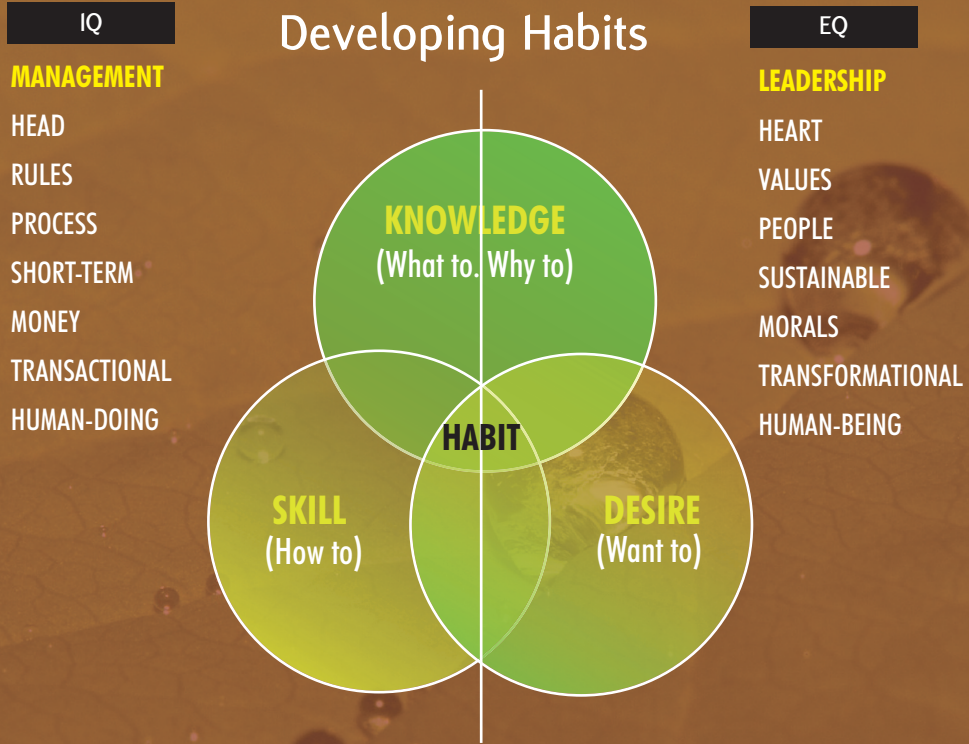 IQ
MANAGEMENT
HEAD
RULES
PROCESS
SHORT-TERM
MONEY
TRANSACTIONAL
HUMAN-DOING
Developing Habits
KNOWLEDGE
(What to. Why to)
HABIT
SKILL
(How to)
DESIRE
(Want to)
EQ
LEADERSHIP
HEART
VALUES
PEOPLE
SUSTAINABLE
MORALS
TRANSFORMATIONAL
HUMAN-BEING